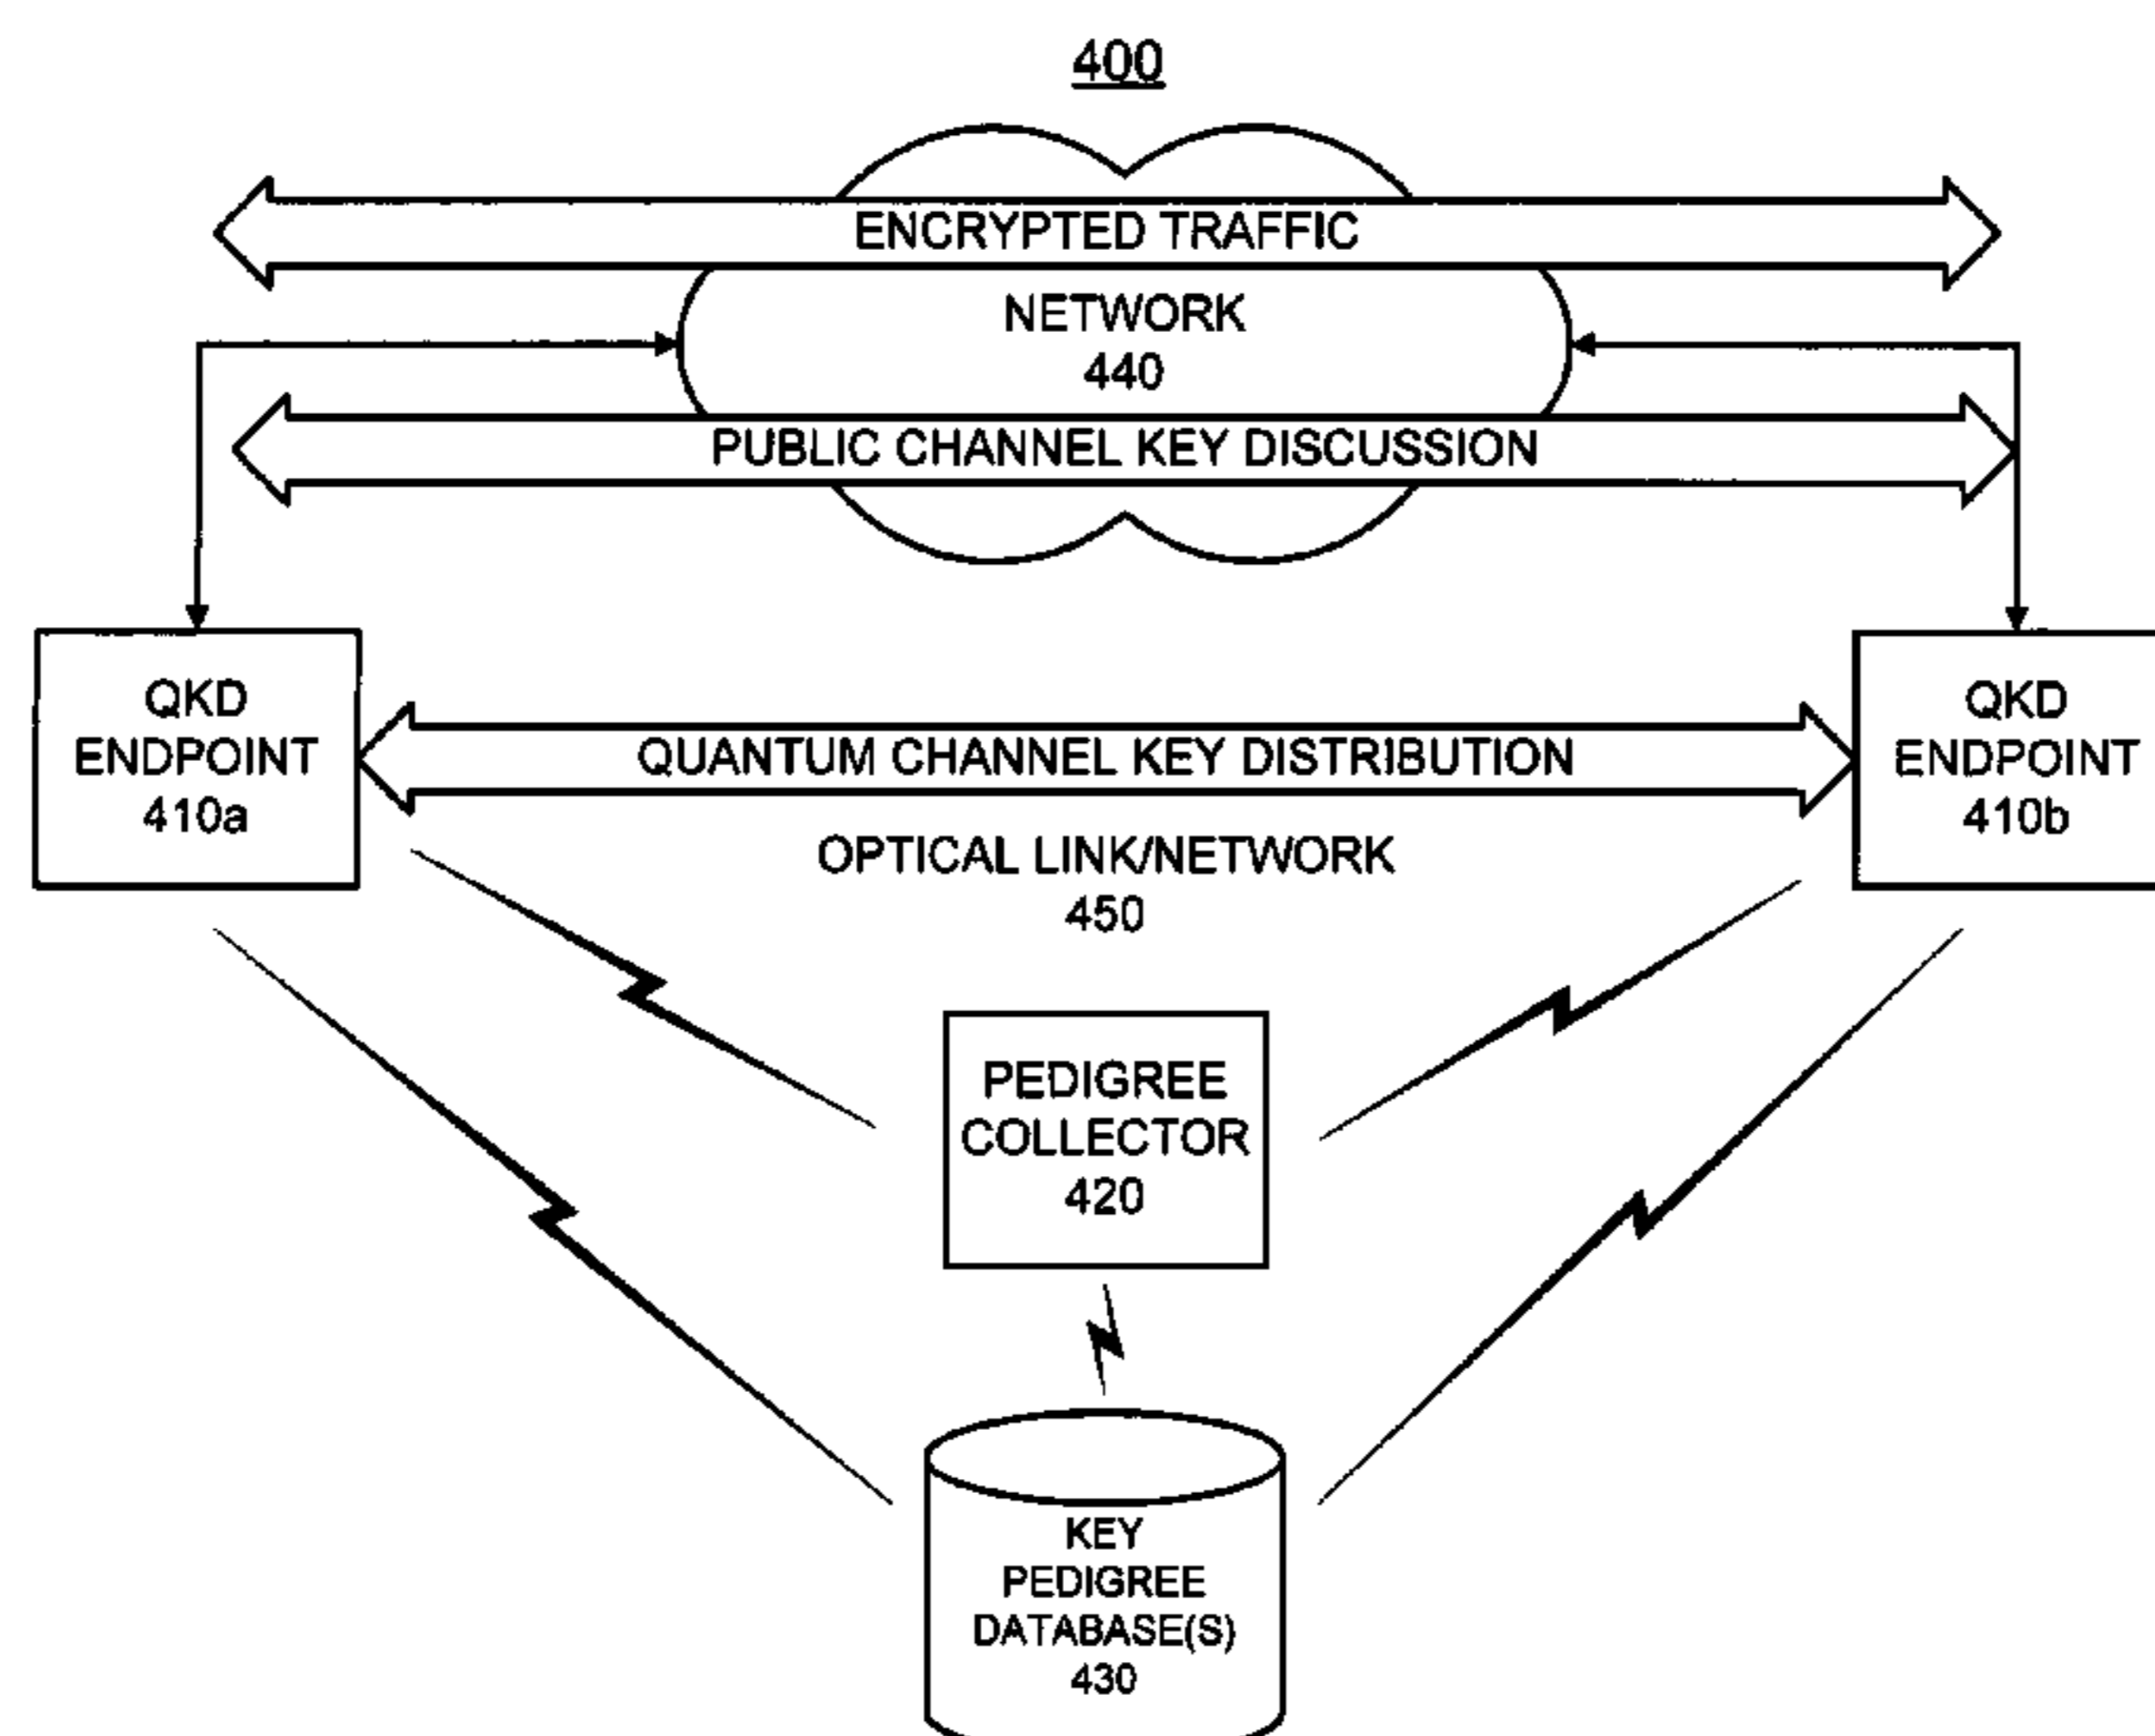 400
ENCRYPTED TRAFFIC
NETWORK
440
PUBLIC CHANNEL KEY DISCUSSION
QKD
ENDPOINT
410a
QUANTUM CHANNEL KEY DISTRIBUTION
QKD
ENDPOINT
410b
OPTICAL LINK/NETWORK
450
PEDIGREE
COLLECTOR
420
KEY
PEDIGREE
DATABASE(S)
430